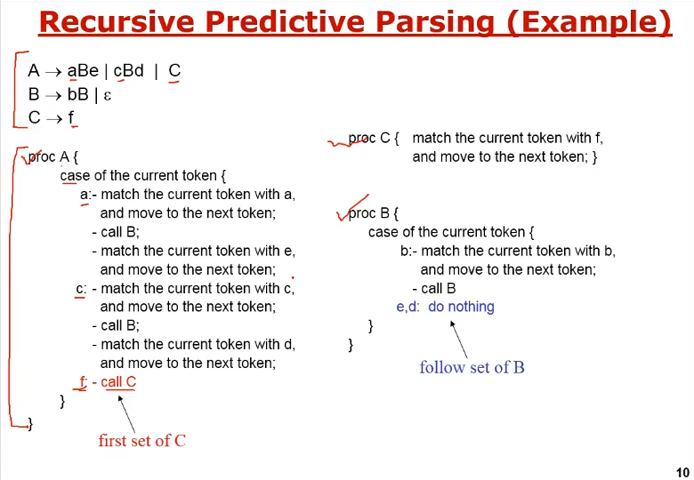 Recursive Predictive Parsing (Example)
A → aBe | cBd | C
B → bB | ε
C → f
proc A {
case of the current token {
a: - match the current token with a,
and move to the next token;
- call B;
- match the current token with e,
and move to the next token;
c: - match the current token with c,
and move to the next token;
- call B;
- match the current token with d,
and move to the next token;
f: - call C
}
}
first set of C
proc C { match the current token with f,
and move to the next token; }
proc B {
case of the current token {
b:- match the current token with b,
and move to the next token;
- call B
e,d: do nothing
}
}
follow set of B
10